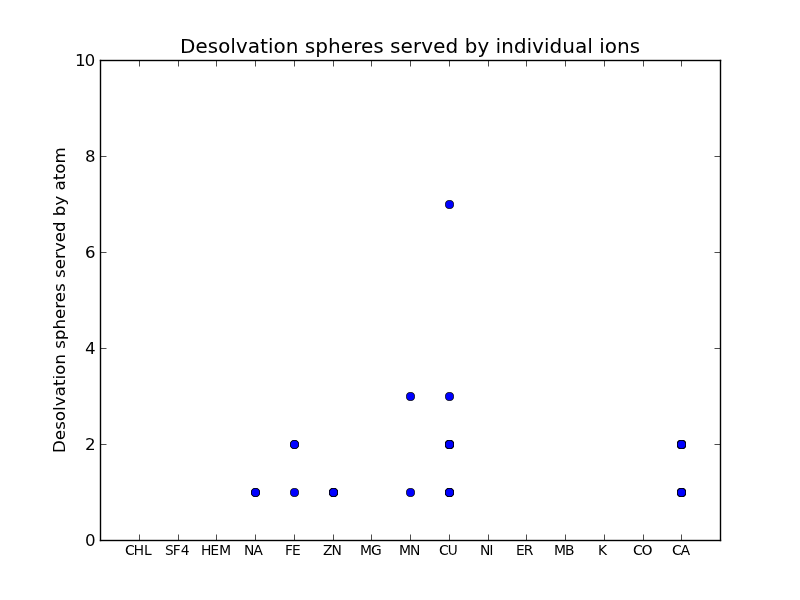 Desolvation spheres served by individual ions
Desolvation spheres served by atom
10
8
6
4
2
0
CHL SF4 HEM NA FE ZN MG MN CU NI ER MB K CO CA